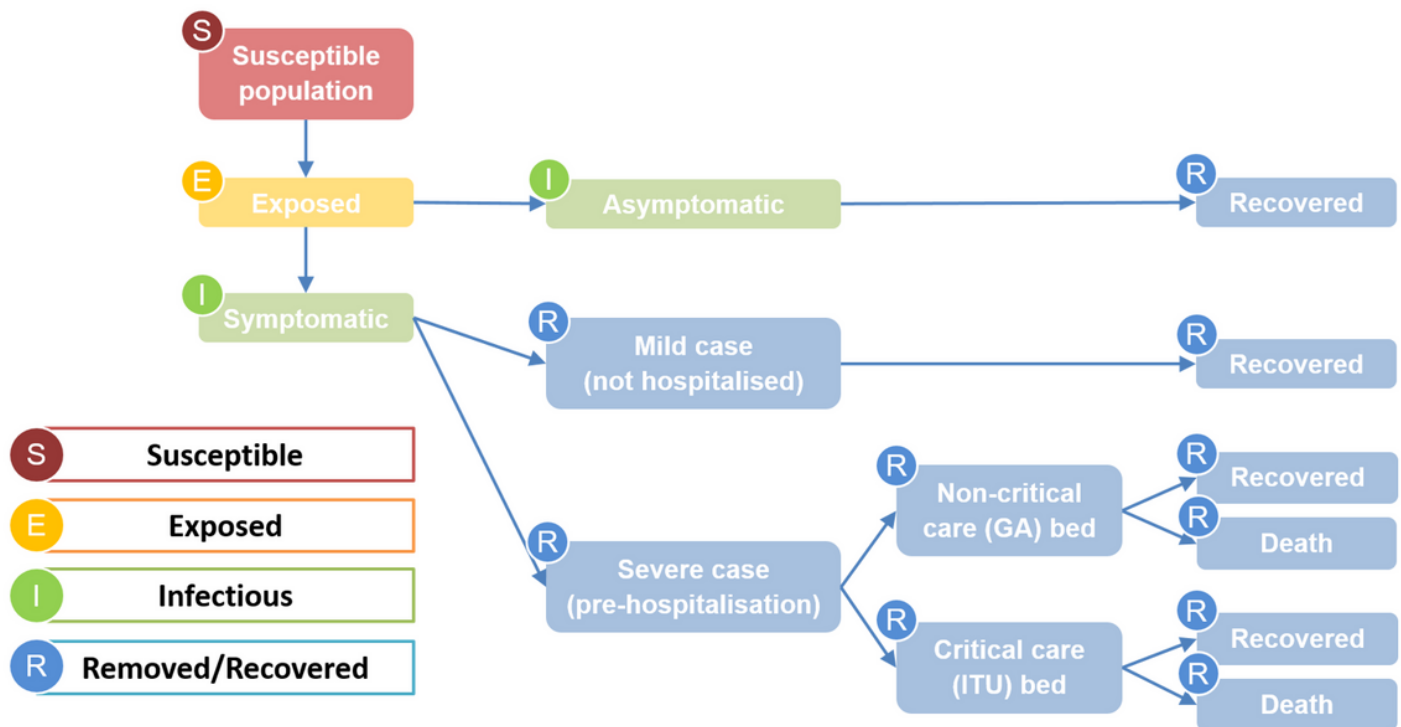 S
Susceptible
population
E
Exposed
I
Asymptomatic
R
Recovered
I
Symptomatic
R
Mild case
(not hospitalised)
R
Recovered
S
Susceptible
E
Exposed
I
Infectious
R
Removed/Recovered
R
Severe case
(pre-hospitalisation)
R
Non-critical
care (GA) bed
R
Recovered
R
Death
R
Critical care
(ITU) bed
R
Recovered
R
Death